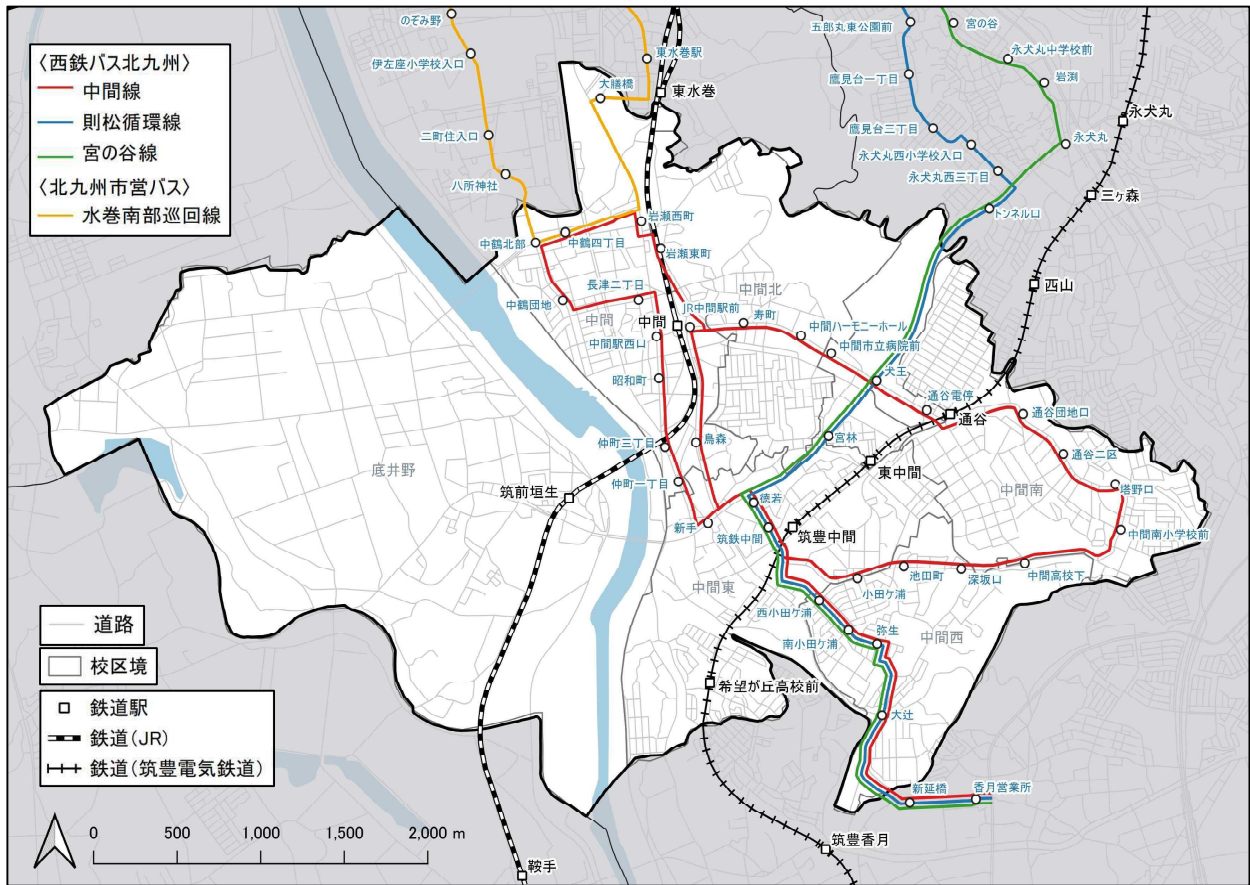 〈西鉄バス北九州〉
中間線
則松循環線
宮の谷線
〈北九州市営バス〉
水巻南部巡回線
のぞみ野
伊左座小学校入口
二町住入口
八所神社
中鶴北部
中鶴四丁目
大膳橋
東水巻駅
東水巻
岩瀬西町
岩瀬東町
中鶴団地
長津二丁目
中間
中間
中間駅西口
昭和町
JR中間駅前
中間北
寿町
中間ハーモニーホール
中間市立病院前
五郎丸東公園前
鷹見台一丁目
鷹見台三丁目
永犬丸西小学校入口
永犬丸西三丁目
トンネル口
宮の谷
永犬丸中学校前
岩渕
永犬丸
永犬丸
三ヶ森
西山
犬王
通谷電停
通谷
通谷団地口
通谷二区
塔野口
中間南
中間南小学校前
宮林
東中間
仲町三丁目
鳥森
仲町一丁目
新手
徳若
筑鉄中間
筑豊中間
底井野
筑前垣生
中間東
小田ケ浦
池田町
深坂口
中間高校下
西小田ケ浦
南小田ケ浦
弥生
中間西
希望が丘高校前
大辻
新延橋
香月営業所
筑豊香月
鞍手
道路
校区境
鉄道駅
鉄道(JR)
鉄道(筑豊電気鉄道)
0 500 1,000 1,500 2,000 m